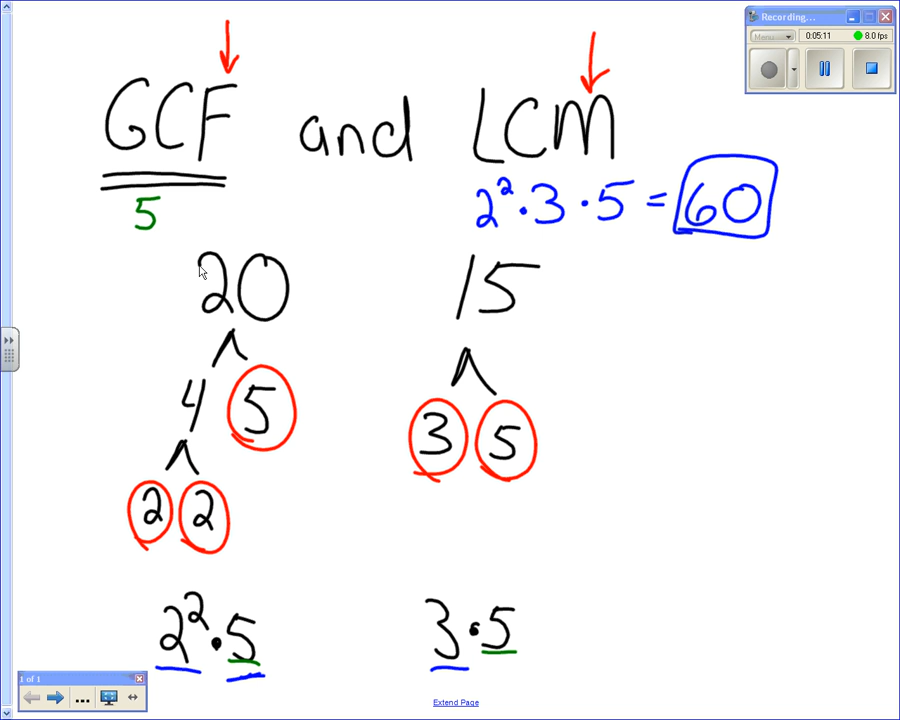 Recording...
Menu 0:05:11 8.0 fps
GCF and LCM
5
2²·3·5 = 60
20 15
4 5
3 5
2 2
2²·5 3·5
1 of 1
...
Extend Page